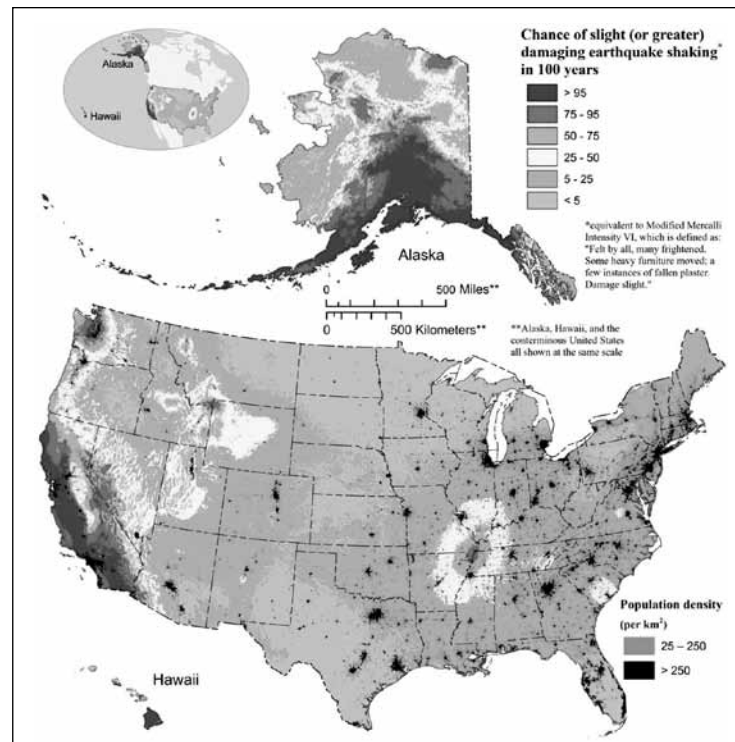 Alaska
Hawaii
Chance of slight (or greater)
damaging earthquake shaking*
in 100 years
> 95
75 - 95
50 - 75
25 - 50
5 - 25
< 5
*equivalent to Modified Mercalli
Intensity VI, which is defined as:
"Felt by all, many frightened.
Some heavy furniture moved; a
few instances of fallen plaster.
Damage slight."
Alaska
0 500 Miles**
0 500 Kilometers**
**Alaska, Hawaii, and the
conterminous United States
all shown at the same scale
Population density
(per km²)
25 – 250
> 250
Hawaii